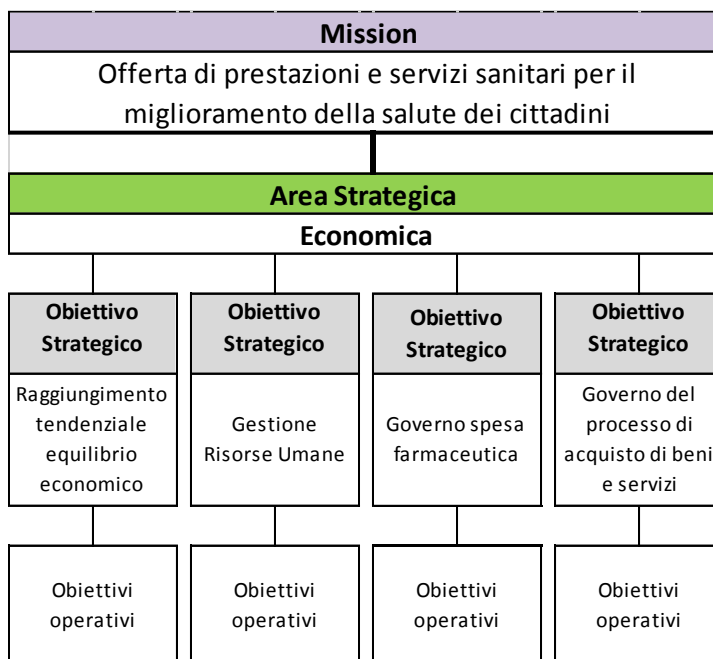 Mission
Offerta di prestazioni e servizi sanitari per il
miglioramento della salute dei cittadini
Area Strategica
Economica
Obiettivo
Strategico
Raggiungimento
tendenziale
equilibrio
economico
Obiettivi
operativi
Obiettivo
Strategico
Gestione
Risorse Umane
Obiettivi
operativi
Obiettivo
Strategico
Governo spesa
farmaceutica
Obiettivi
operativi
Obiettivo
Strategico
Governo del
processo di
acquisto di beni
e servizi
Obiettivi
operativi